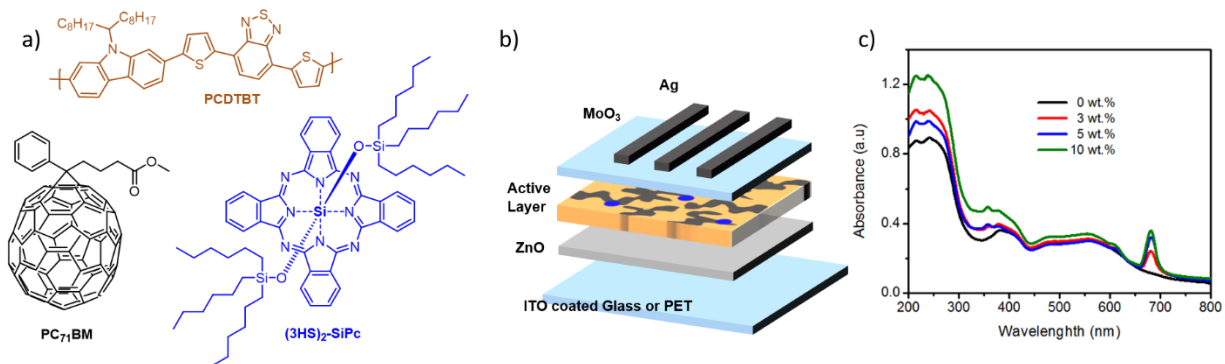 a)
C8H17 C8H17
N
S
N S N
S
PCDTBT
O
O
PC71BM
Si
O
N N N
N Si N
N N N
Si O
(3HS)2-SiPc
b)
Ag
MoO3
Active
Layer
ZnO
ITO coated Glass or PET
c)
Absorbance (a.u)
1.2
0.8
0.4
0.0
0 wt.%
3 wt.%
5 wt.%
10 wt.%
200 300 400 500 600 700 800
Wavelenghth (nm)